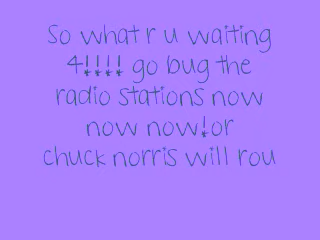 So what r u waiting
4!!!! go bug the
radio stations now
now now!or
chuck norris will rou